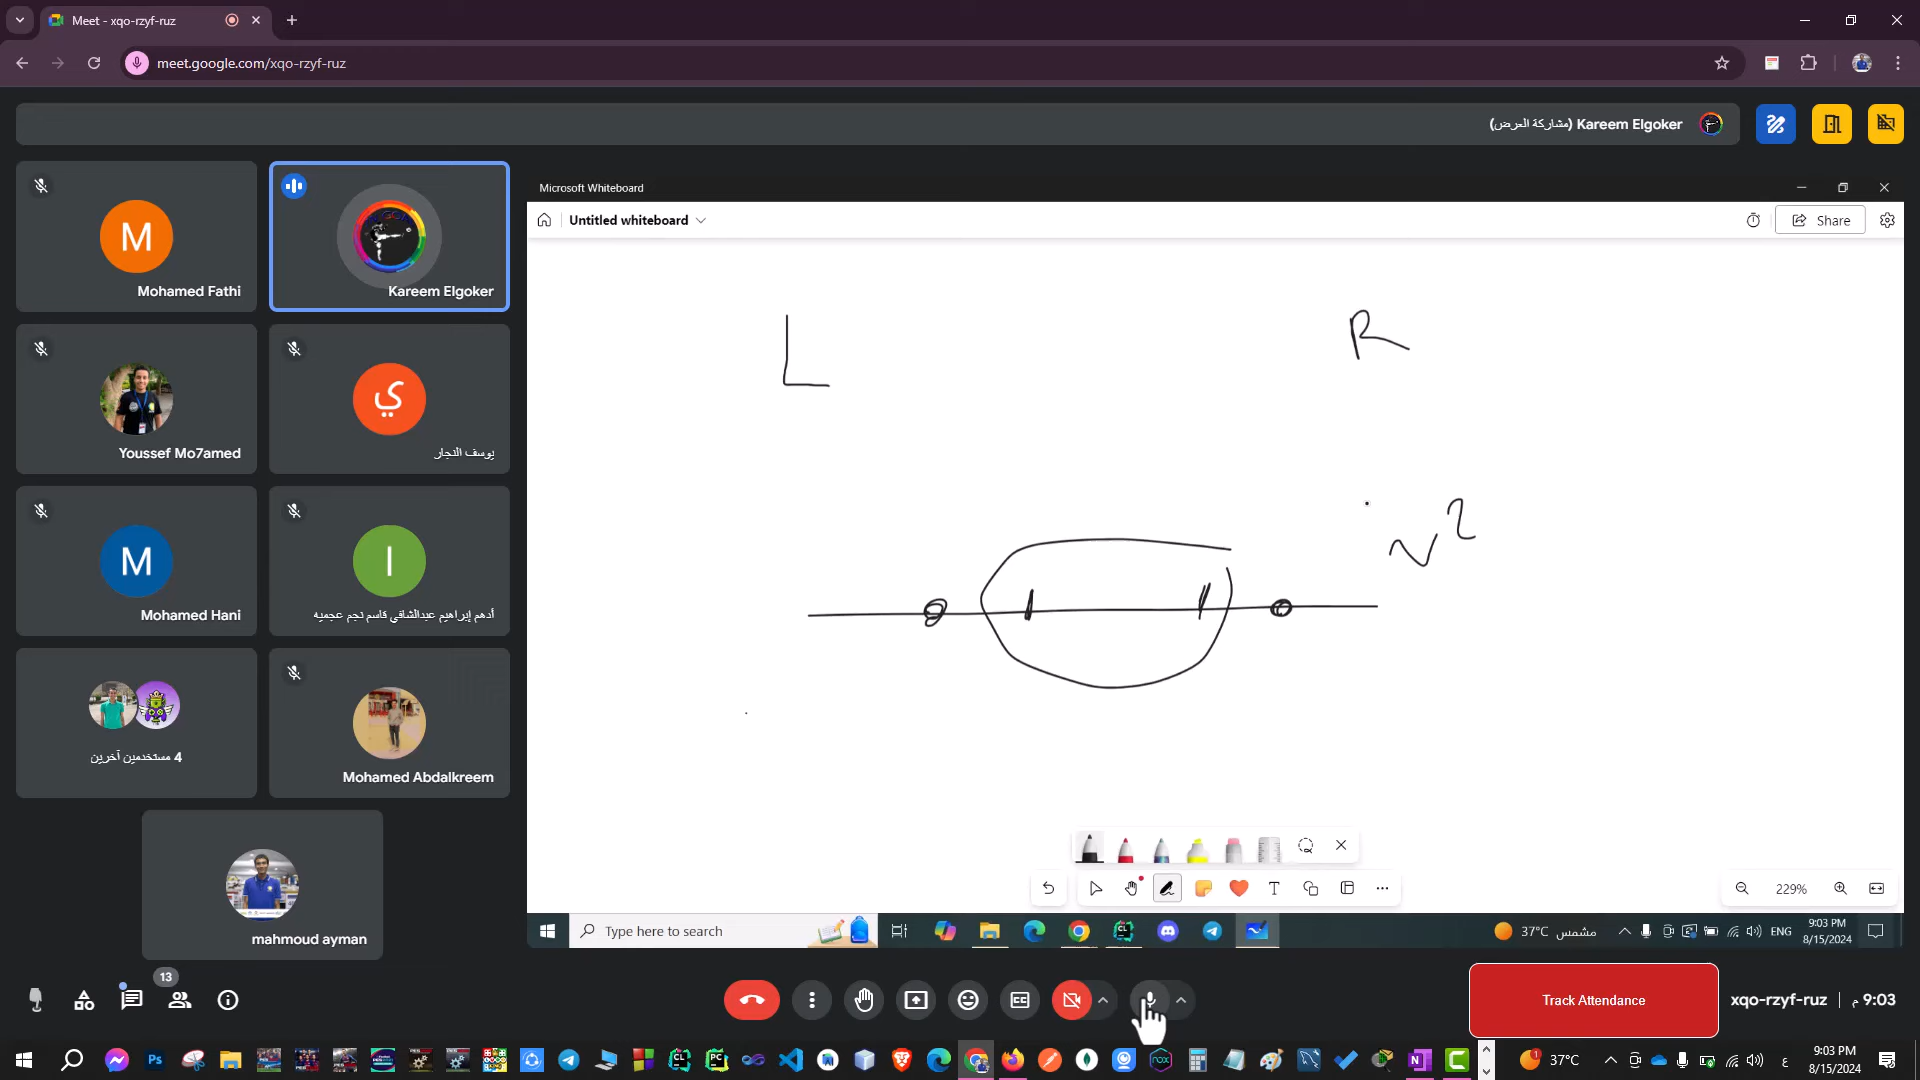 Meet - xqo-rzyf-ruz
meet.google.com/xqo-rzyf-ruz
Kareem Elgoker (مشاركة العرض)
M
Mohamed Fathi
Kareem Elgoker
Youssef Mo7amed
ي
يوسف النجار
M
Mohamed Hani
I
أدهم إبراهيم عبدالشافي قاسم نجم عجميه
4 مستخدمين آخرين
Mohamed Abdalkreem
mahmoud ayman
Microsoft Whiteboard
Untitled whiteboard
Share
L
R
N²
229%
Type here to search
37°C مشمس
ENG
9:03 PM
8/15/2024
13
Track Attendance
xqo-rzyf-ruz
9:03 م
37°C
ع
9:03 PM
8/15/2024